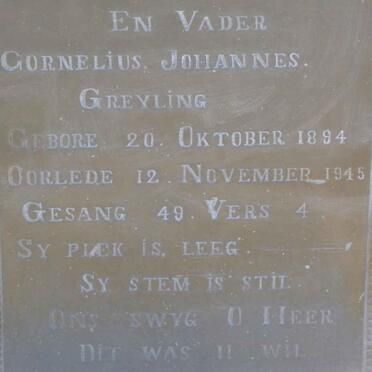 En Vader
Cornelius. Johannes.
Greyling
Gebore 20. Oktober 1894
Oorlede 12. November 1945
Gesang 49. Vers 4.
Sy plek is. leeg.
Sy stem is stil.
Ons swyg O Heer
Dit was U wil